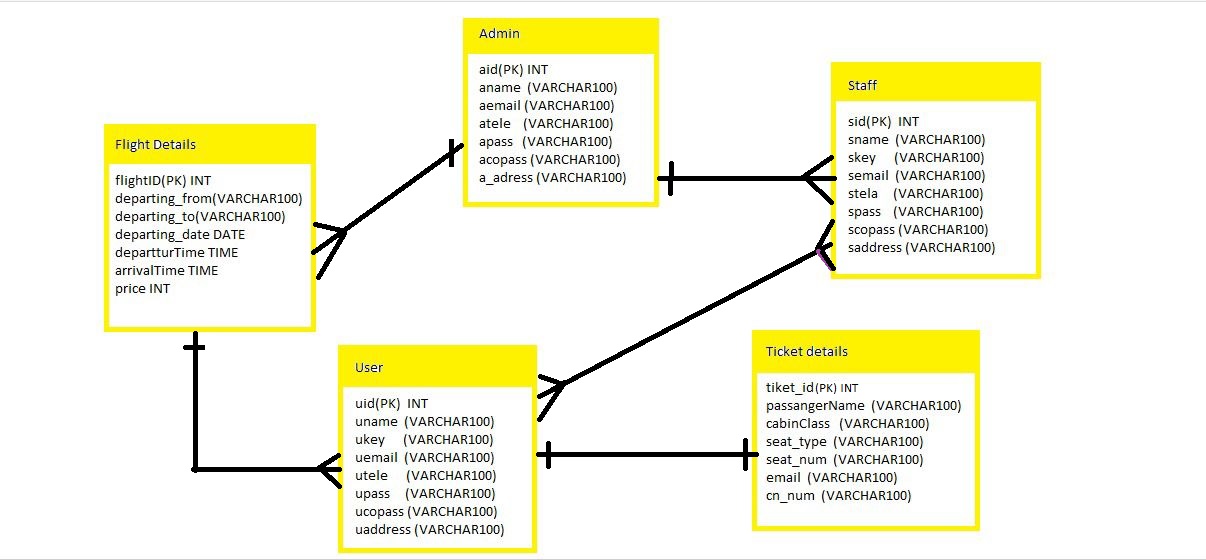 Admin
aid(PK) INT
aname (VARCHAR100)
aemail (VARCHAR100)
atele (VARCHAR100)
apass (VARCHAR100)
acopass (VARCHAR100)
a_adress (VARCHAR100)
Staff
sid(PK) INT
sname (VARCHAR100)
skey (VARCHAR100)
semail (VARCHAR100)
stela (VARCHAR100)
spass (VARCHAR100)
scopass (VARCHAR100)
saddress (VARCHAR100)
Flight Details
flightID(PK) INT
departing_from(VARCHAR100)
departing_to(VARCHAR100)
departing_date DATE
departturTime TIME
arrivalTime TIME
price INT
User
uid(PK) INT
uname (VARCHAR100)
ukey (VARCHAR100)
uemail (VARCHAR100)
utele (VARCHAR100)
upass (VARCHAR100)
ucopass (VARCHAR100)
uaddress (VARCHAR100)
Ticket details
tiket_id(PK) INT
passangerName (VARCHAR100)
cabinClass (VARCHAR100)
seat_type (VARCHAR100)
seat_num (VARCHAR100)
email (VARCHAR100)
cn_num (VARCHAR100)